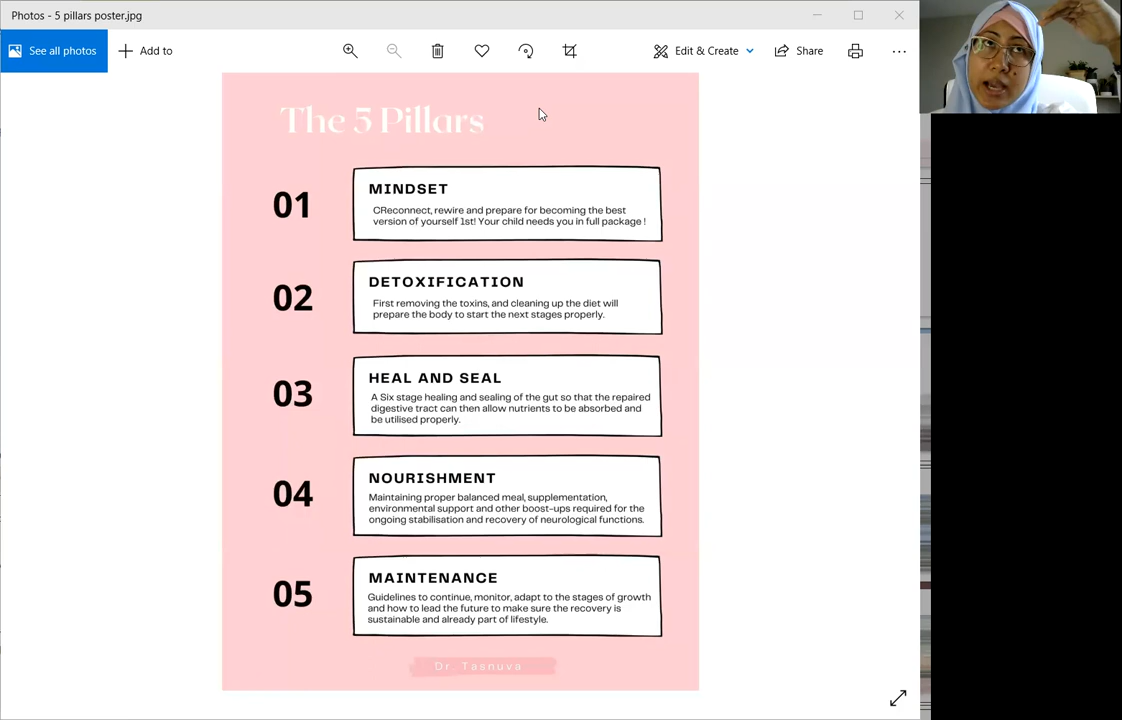 Photos - 5 pillars poster.jpg
See all photos
Add to
Edit & Create
Share
The 5 Pillars
01
MINDSET
CReconnect, rewire and prepare for becoming the best
version of yourself 1st! Your child needs you in full package !
02
DETOXIFICATION
First removing the toxins, and cleaning up the diet will
prepare the body to start the next stages properly.
03
HEAL AND SEAL
A Six stage healing and sealing of the gut so that the repaired
digestive tract can then allow nutrients to be absorbed and
be utilised properly.
04
NOURISHMENT
Maintaining proper balanced meal, supplementation,
environmental support and other boost-ups required for the
ongoing stabilisation and recovery of neurological functions.
05
MAINTENANCE
Guidelines to continue, monitor, adapt to the stages of growth
and how to lead the future to make sure the recovery is
sustainable and already part of lifestyle.
Dr. Tasnuva